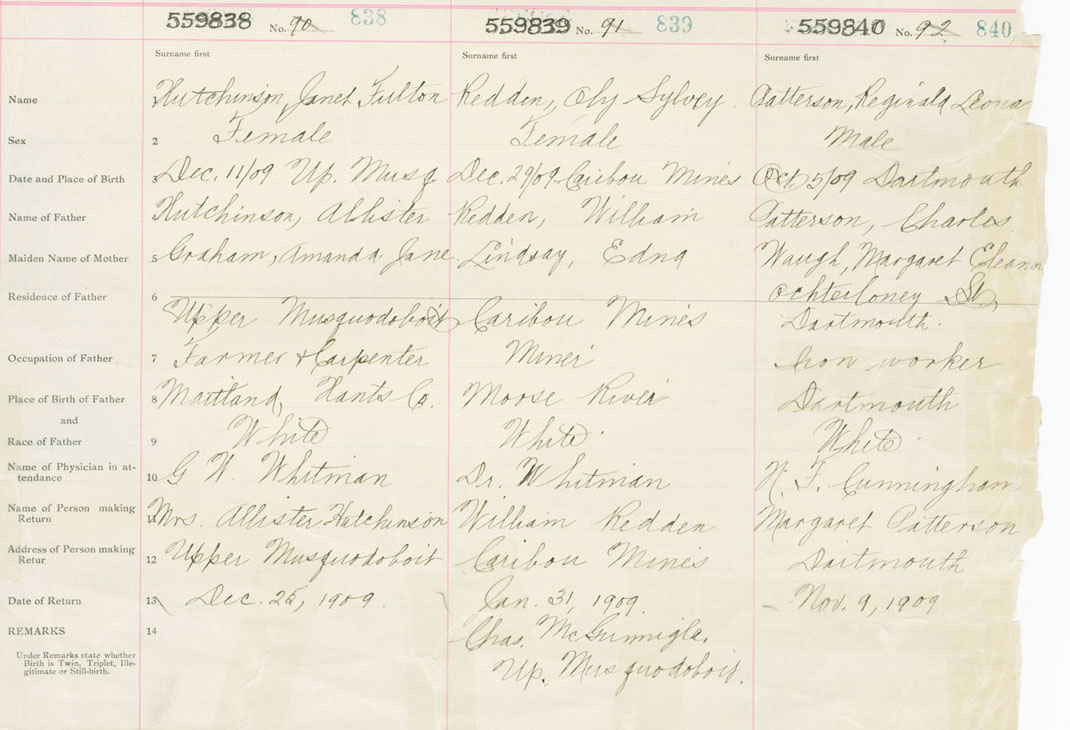 559838 No. 90 838 559839 No. 91 839 559840 No. 92 840
Surname first Surname first Surname first
Name Hutchinson, Janet Fulton Redden, Oly Sylvey. Patterson, Reginald Leona
Sex 2 Female Female Male
Date and Place of Birth 3 Dec. 11/09 Up. Musq Dec. 29/09 Caribou Mines Oct 5/09 Dartmouth
Name of Father Hutchinson, Allister Redden, William Patterson, Charles
Maiden Name of Mother 5 Graham, Amanda Jane Lindsay, Edna Waugh, Margaret Eleanor
Residence of Father 6 Ochterloney St,
Upper Musquodoboit Caribou Mines Dartmouth.
Occupation of Father 7 Farmer + Carpenter Miner Iron worker
Place of Birth of Father 8 Maitland, Hants Co. Moose River Dartmouth
and
Race of Father 9 White White White
Name of Physician in at-
tendance 10 G W Whitman Dr. Whitman N. F. Cunningham
Name of Person making
Return 11 Mrs. Allister Hutchinson William Redden Margaret Patterson
Address of Person making
Retur 12 Upper Musquodoboit Caribou Mines Dartmouth
Date of Return 13 Dec. 25, 1909. Jan. 31, 1909. Nov. 9, 1909
REMARKS 14 Chas. McGunnigle,
Under Remarks state whether
Birth is Twin, Triplet, Ille-
gitimate or Still-birth.
Up. Musquodoboit.